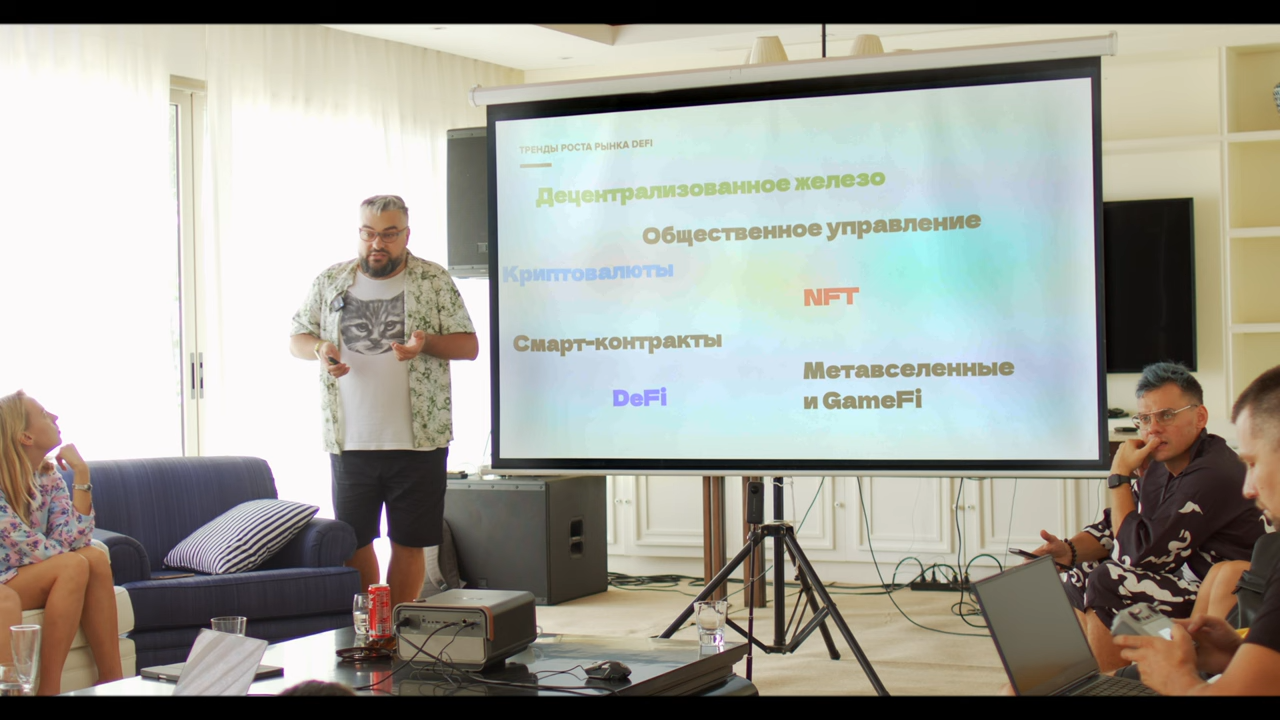 ТРЕНДЫ РОСТА РЫНКА DEFI
Децентрализованное железо
Общественное управление
Криптовалюты
NFT
Смарт-контракты
Метавселенные
и GameFi
DeFi